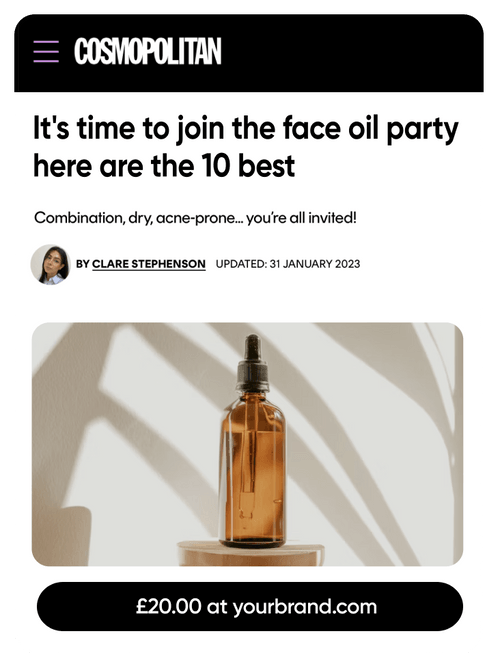 COSMOPOLITAN
It's time to join the face oil party
here are the 10 best
Combination, dry, acne-prone... you're all invited!
BY CLARE STEPHENSON UPDATED: 31 JANUARY 2023
£20.00 at yourbrand.com